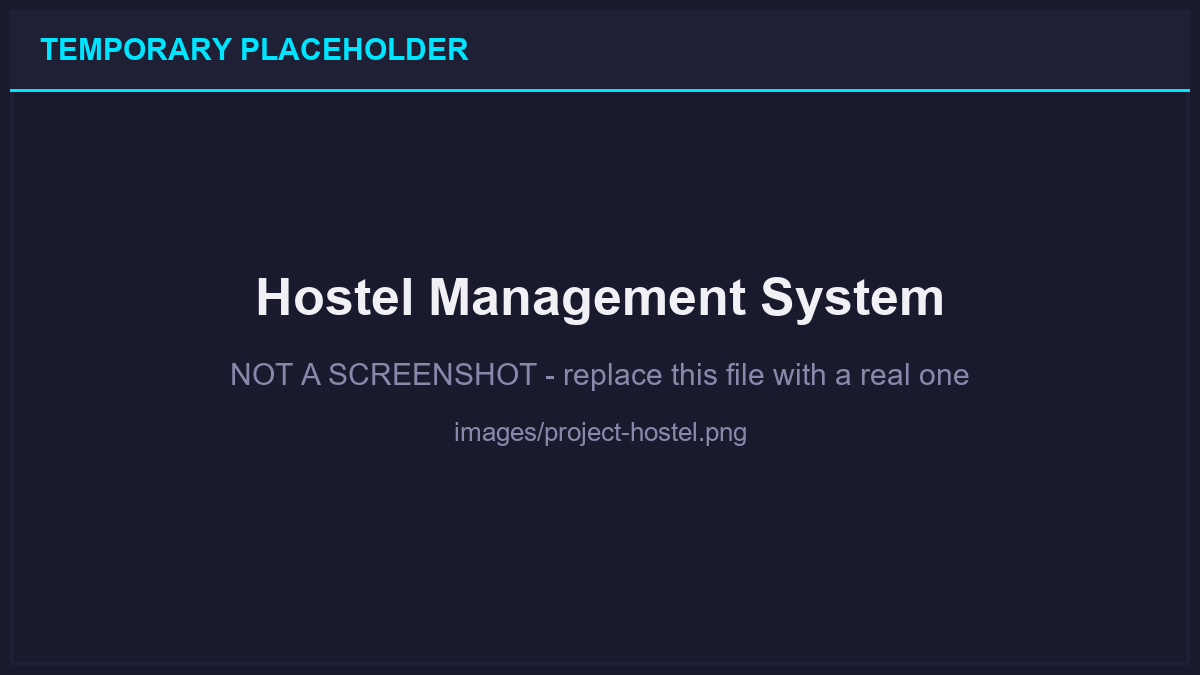 TEMPORARY PLACEHOLDER
Hostel Management System
NOT A SCREENSHOT - replace this file with a real one
images/project-hostel.png